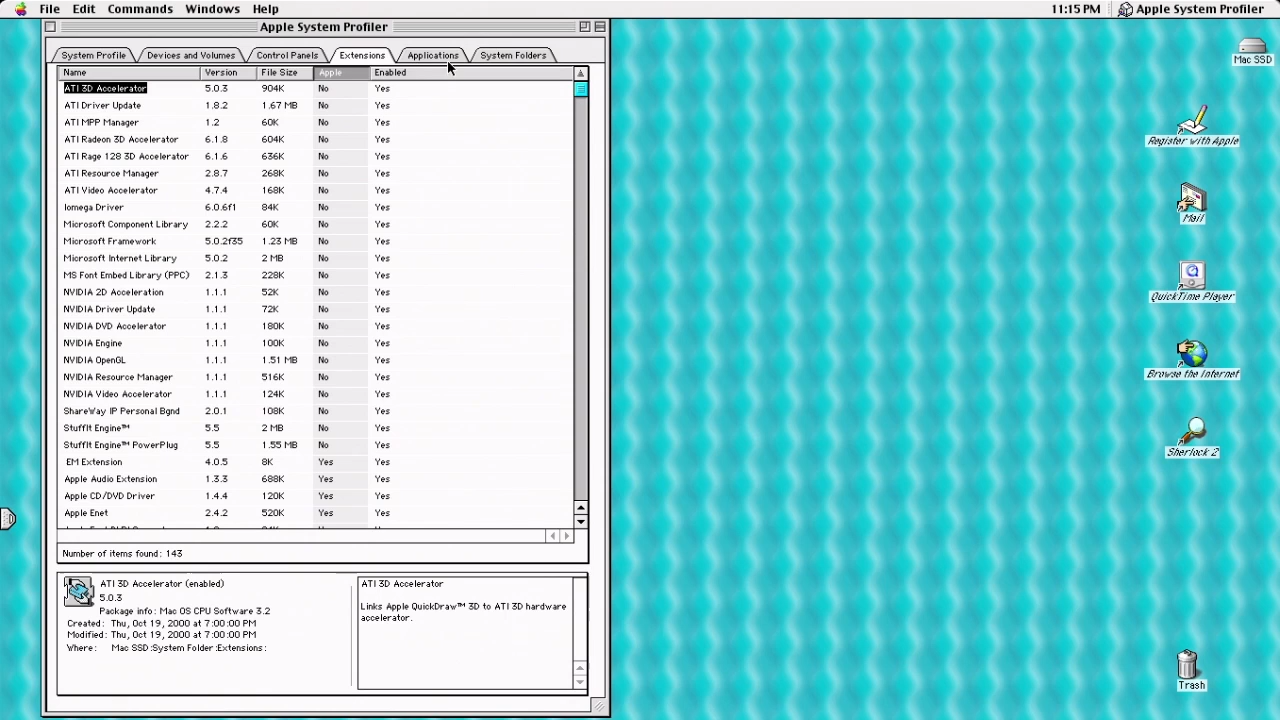 File Edit Commands Windows Help 11:15 PM Apple System Profiler
Apple System Profiler
System Profile Devices and Volumes Control Panels Extensions Applications System Folders
Name Version File Size Apple Enabled
ATI 3D Accelerator 5.0.3 904K No Yes
ATI Driver Update 1.8.2 1.67 MB No Yes
ATI MPP Manager 1.2 60K No Yes
ATI Radeon 3D Accelerator 6.1.8 604K No Yes
ATI Rage 128 3D Accelerator 6.1.6 636K No Yes
ATI Resource Manager 2.8.7 268K No Yes
ATI Video Accelerator 4.7.4 168K No Yes
Iomega Driver 6.0.6f1 84K No Yes
Microsoft Component Library 2.2.2 60K No Yes
Microsoft Framework 5.0.2f35 1.23 MB No Yes
Microsoft Internet Library 5.0.2 2 MB No Yes
MS Font Embed Library (PPC) 2.1.3 228K No Yes
NVIDIA 2D Acceleration 1.1.1 52K No Yes
NVIDIA Driver Update 1.1.1 72K No Yes
NVIDIA DVD Accelerator 1.1.1 180K No Yes
NVIDIA Engine 1.1.1 100K No Yes
NVIDIA OpenGL 1.1.1 1.51 MB No Yes
NVIDIA Resource Manager 1.1.1 516K No Yes
NVIDIA Video Accelerator 1.1.1 124K No Yes
ShareWay IP Personal Bgnd 2.0.1 108K No Yes
StuffIt Engine™ 5.5 2 MB No Yes
StuffIt Engine™ PowerPlug 5.5 1.55 MB No Yes
EM Extension 4.0.5 8K Yes Yes
Apple Audio Extension 1.3.3 688K Yes Yes
Apple CD/DVD Driver 1.4.4 120K Yes Yes
Apple Enet 2.4.2 520K Yes Yes
Number of items found: 143
ATI 3D Accelerator (enabled)
5.0.3
Package info: Mac OS CPU Software 3.2
Created: Thu, Oct 19, 2000 at 7:00:00 PM
Modified: Thu, Oct 19, 2000 at 7:00:00 PM
Where: Mac SSD:System Folder:Extensions:
ATI 3D Accelerator
Links Apple QuickDraw™ 3D to ATI 3D hardware
accelerator.
Mac SSD
Register with Apple
Mail
QuickTime Player
Browse the Internet
Sherlock 2
Trash